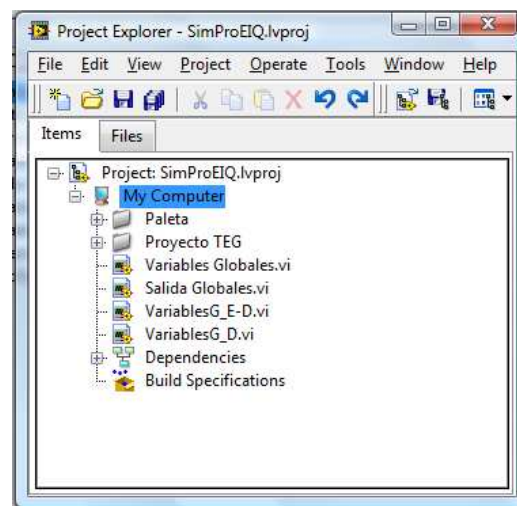 Project Explorer - SimProEIQ.lvproj
File Edit View Project Operate Tools Window Help
Items Files
Project: SimProEIQ.lvproj
My Computer
Paleta
Proyecto TEG
Variables Globales.vi
Salida Globales.vi
VariablesG_E-D.vi
VariablesG_D.vi
Dependencies
Build Specifications